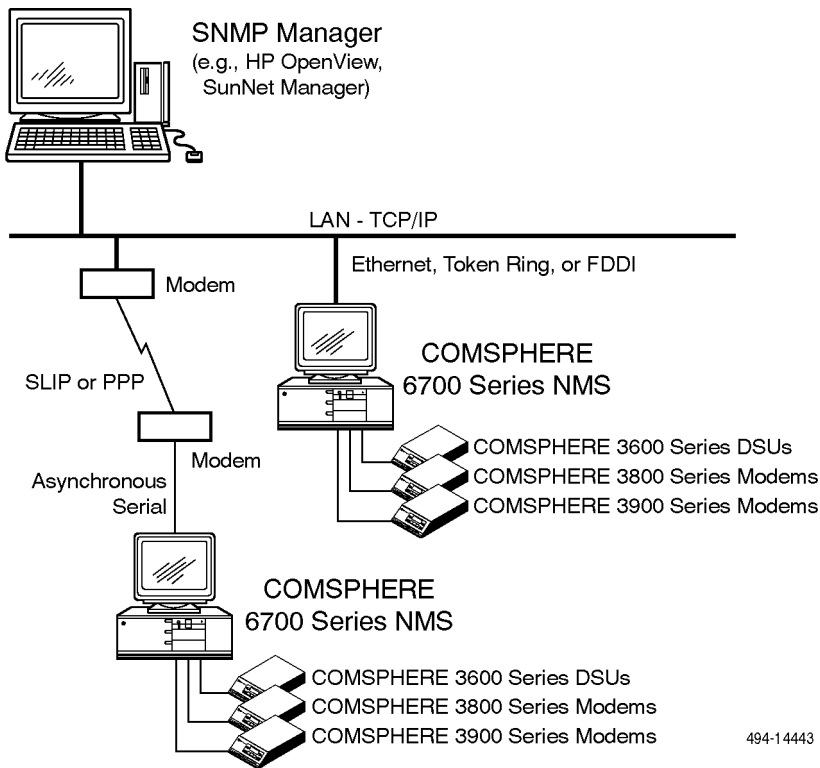 SNMP Manager
(e.g., HP OpenView,
SunNet Manager)
LAN - TCP/IP
Ethernet, Token Ring, or FDDI
Modem
COMSPHERE
6700 Series NMS
SLIP or PPP
COMSPHERE 3600 Series DSUs
COMSPHERE 3800 Series Modems
COMSPHERE 3900 Series Modems
Modem
Asynchronous
Serial
COMSPHERE
6700 Series NMS
COMSPHERE 3600 Series DSUs
COMSPHERE 3800 Series Modems
COMSPHERE 3900 Series Modems
494-14443